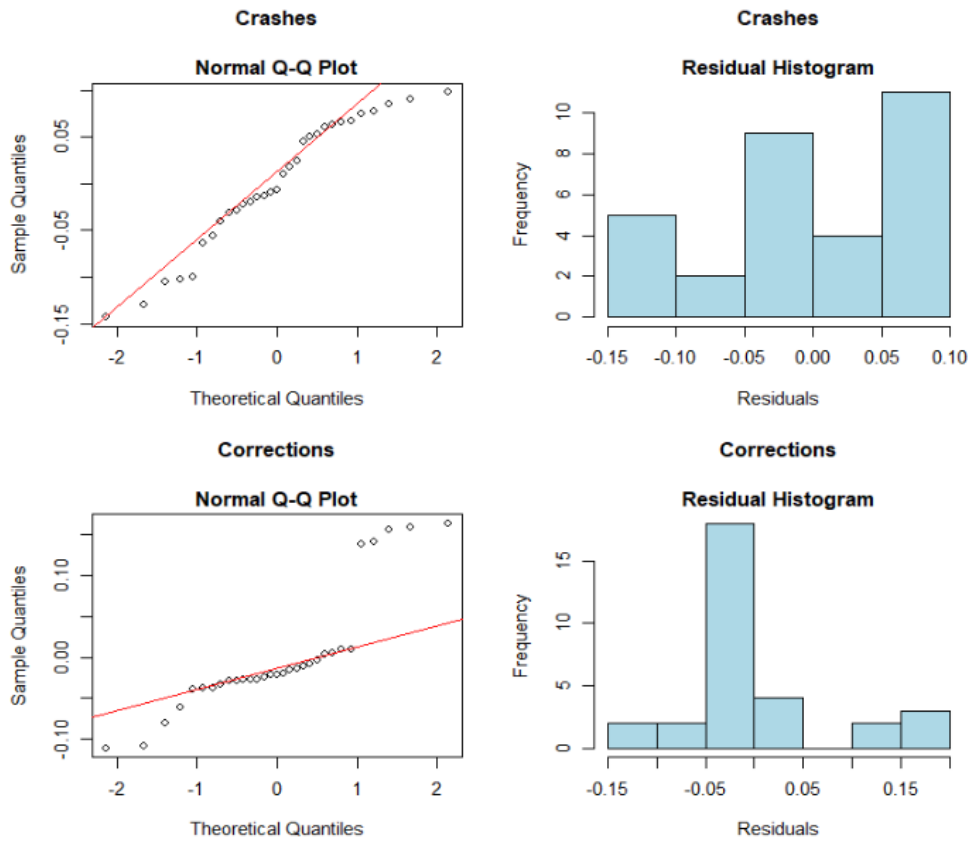 Crashes
Normal Q-Q Plot
Sample Quantiles
0.05
-0.05
-0.15
-2 -1 0 1 2
Theoretical Quantiles
Crashes
Residual Histogram
Frequency
10
8
6
4
2
0
-0.15 -0.10 -0.05 0.00 0.05 0.10
Residuals
Corrections
Normal Q-Q Plot
Sample Quantiles
0.10
0.00
-0.10
-2 -1 0 1 2
Theoretical Quantiles
Corrections
Residual Histogram
Frequency
15
10
5
0
-0.15 -0.05 0.05 0.15
Residuals